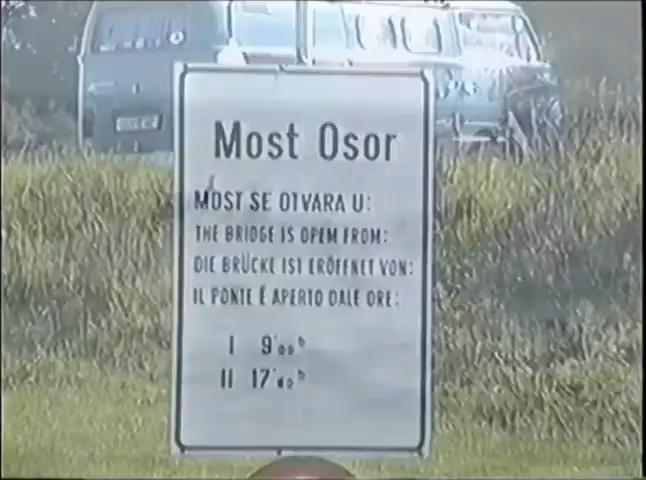 Most Osor
MOST SE OTVARA U:
THE BRIDGE IS OPEM FROM:
DIE BRÜCKE IST ERÖFFNET VON:
IL PONTE É APERTO DALE ORE:
I 9⁰⁰ʰ
II 17⁰⁰ʰ